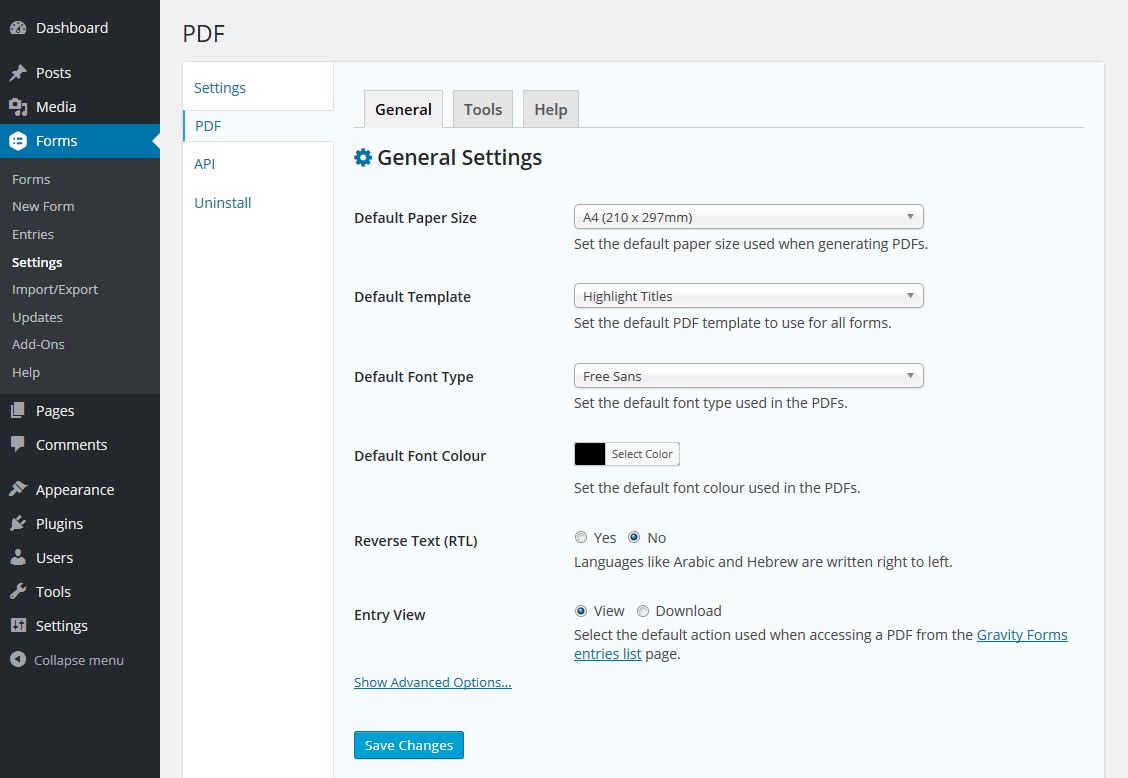 Dashboard
Posts
Media
Forms
Forms
New Form
Entries
Settings
Import/Export
Updates
Add-Ons
Help
Pages
Comments
Appearance
Plugins
Users
Tools
Settings
Collapse menu
PDF
Settings
PDF
API
Uninstall
General Tools Help
General Settings
Default Paper Size
A4 (210 x 297mm)
Set the default paper size used when generating PDFs.
Default Template
Highlight Titles
Set the default PDF template to use for all forms.
Default Font Type
Free Sans
Set the default font type used in the PDFs.
Default Font Colour
Select Color
Set the default font colour used in the PDFs.
Reverse Text (RTL)
Yes No
Languages like Arabic and Hebrew are written right to left.
Entry View
View Download
Select the default action used when accessing a PDF from the Gravity Forms
entries list page.
Show Advanced Options...
Save Changes